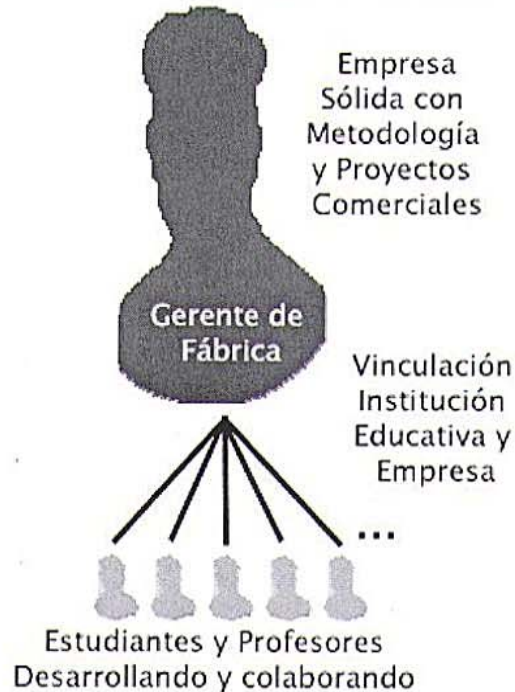 Empresa
Sólida con
Metodología
y Proyectos
Comerciales
Gerente de
Fábrica
Vinculación
Institución
Educativa y
Empresa
...
Estudiantes y Profesores
Desarrollando y colaborando